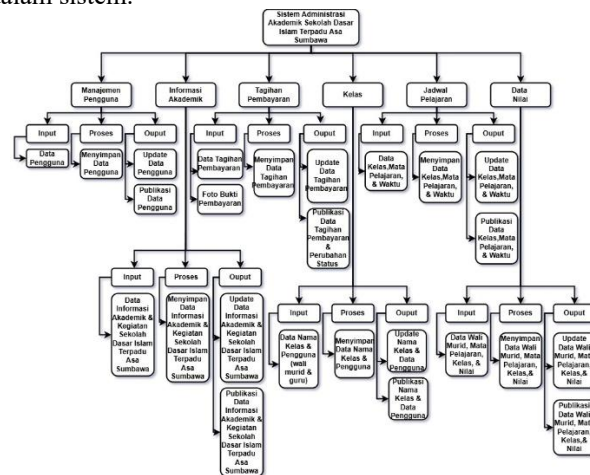 dalam sistem.
Sistem Administrasi
Akademik Sekolah Dasar
Islam Terpadu Asa
Sumbawa
Manajemen
Pengguna
Informasi
Akademik
Tagihan
Pembayaran
Kelas
Jadwal
Pelajaran
Data
Nilai
Input
Proses
Ouput
Data
Pengguna
Menyimpan
Data
Pengguna
Update
Data
Pengguna
Publikasi
Data
Pengguna
Input
Proses
Ouput
Data Tagihan
Pembayaran
Foto Bukti
Pembayaran
Menyimpan
Data
Tagihan
Pembayaran
Update
Data
Tagihan
Pembayaran
Publikasi
Data
Tagihan
Pembayaran
&
Perubahan
Status
Input
Proses
Ouput
Data
Kelas,Mata
Pelajaran,
& Waktu
Menyimpan
Data
Kelas,Mata
Pelajaran,
& Waktu
Update
Data
Kelas,Mata
Pelajaran,
& Waktu
Publikasi
Data
Kelas,Mata
Pelajaran,
& Waktu
Input
Proses
Ouput
Data
Informasi
Akademik &
Kegiatan
Sekolah
Dasar Islam
Terpadu
Asa
Sumbawa
Menyimpan
Data
Informasi
Akademik &
Kegiatan
Sekolah
Dasar Islam
Terpadu Asa
Sumbawa
Update
Data
Informasi
Akademik &
Kegiatan
Sekolah
Dasar Islam
Terpadu Asa
Sumbawa
Publikasi
Data
Informasi
Akademik &
Kegiatan
Sekolah
Dasar Islam
Terpadu Asa
Sumbawa
Input
Proses
Ouput
Data Nama
Kelas &
Pengguna
(wali
murid &
guru)
Menyimpan
Data Nama
Kelas &
Pengguna
Update
Nama
Kelas &
Data
Pengguna
Publikasi
Nama
Kelas &
Data
Pengguna
Input
Proses
Ouput
Data Wali
Murid, Mata
Pelajaran,
Kelas, &
Nilai
Menyimpan
Data Wali
Murid, Mata
Pelajaran,
Kelas,&
Nilai
Update
Data Wali
Murid, Mata
Pelajaran,
Kelas,&
Nilai
Publikasi
Data Wali
Murid, Mata
Pelajaran,
Kelas,&
Nilai